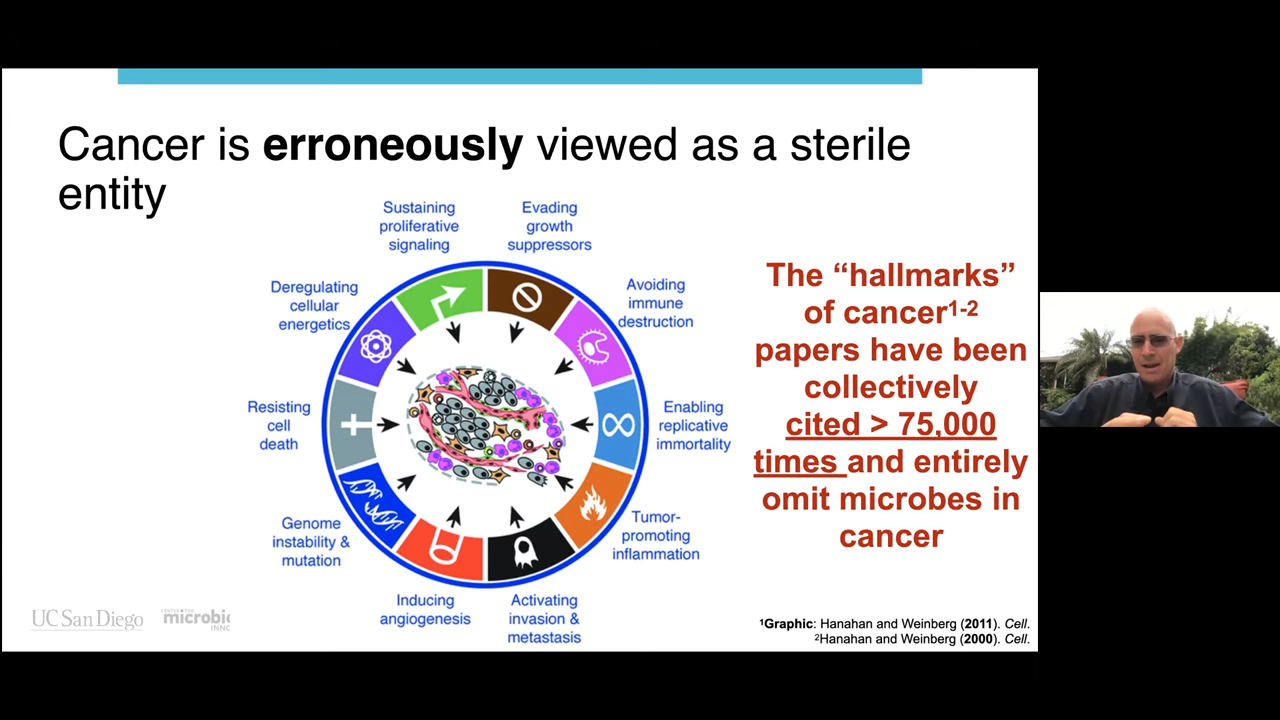 Cancer is erroneously viewed as a sterile
entity
Sustaining
proliferative
signaling
Evading
growth
suppressors
Deregulating
cellular
energetics
Avoiding
immune
destruction
Resisting
cell
death
Enabling
replicative
immortality
Genome
instability &
mutation
Tumor-
promoting
inflammation
Inducing
angiogenesis
Activating
invasion &
metastasis
The “hallmarks”
of cancer1-2
papers have been
collectively
cited > 75,000
times and entirely
omit microbes in
cancer
UC San Diego
CENTER FOR
microbi
INNO
1Graphic: Hanahan and Weinberg (2011). Cell.
2Hanahan and Weinberg (2000). Cell.